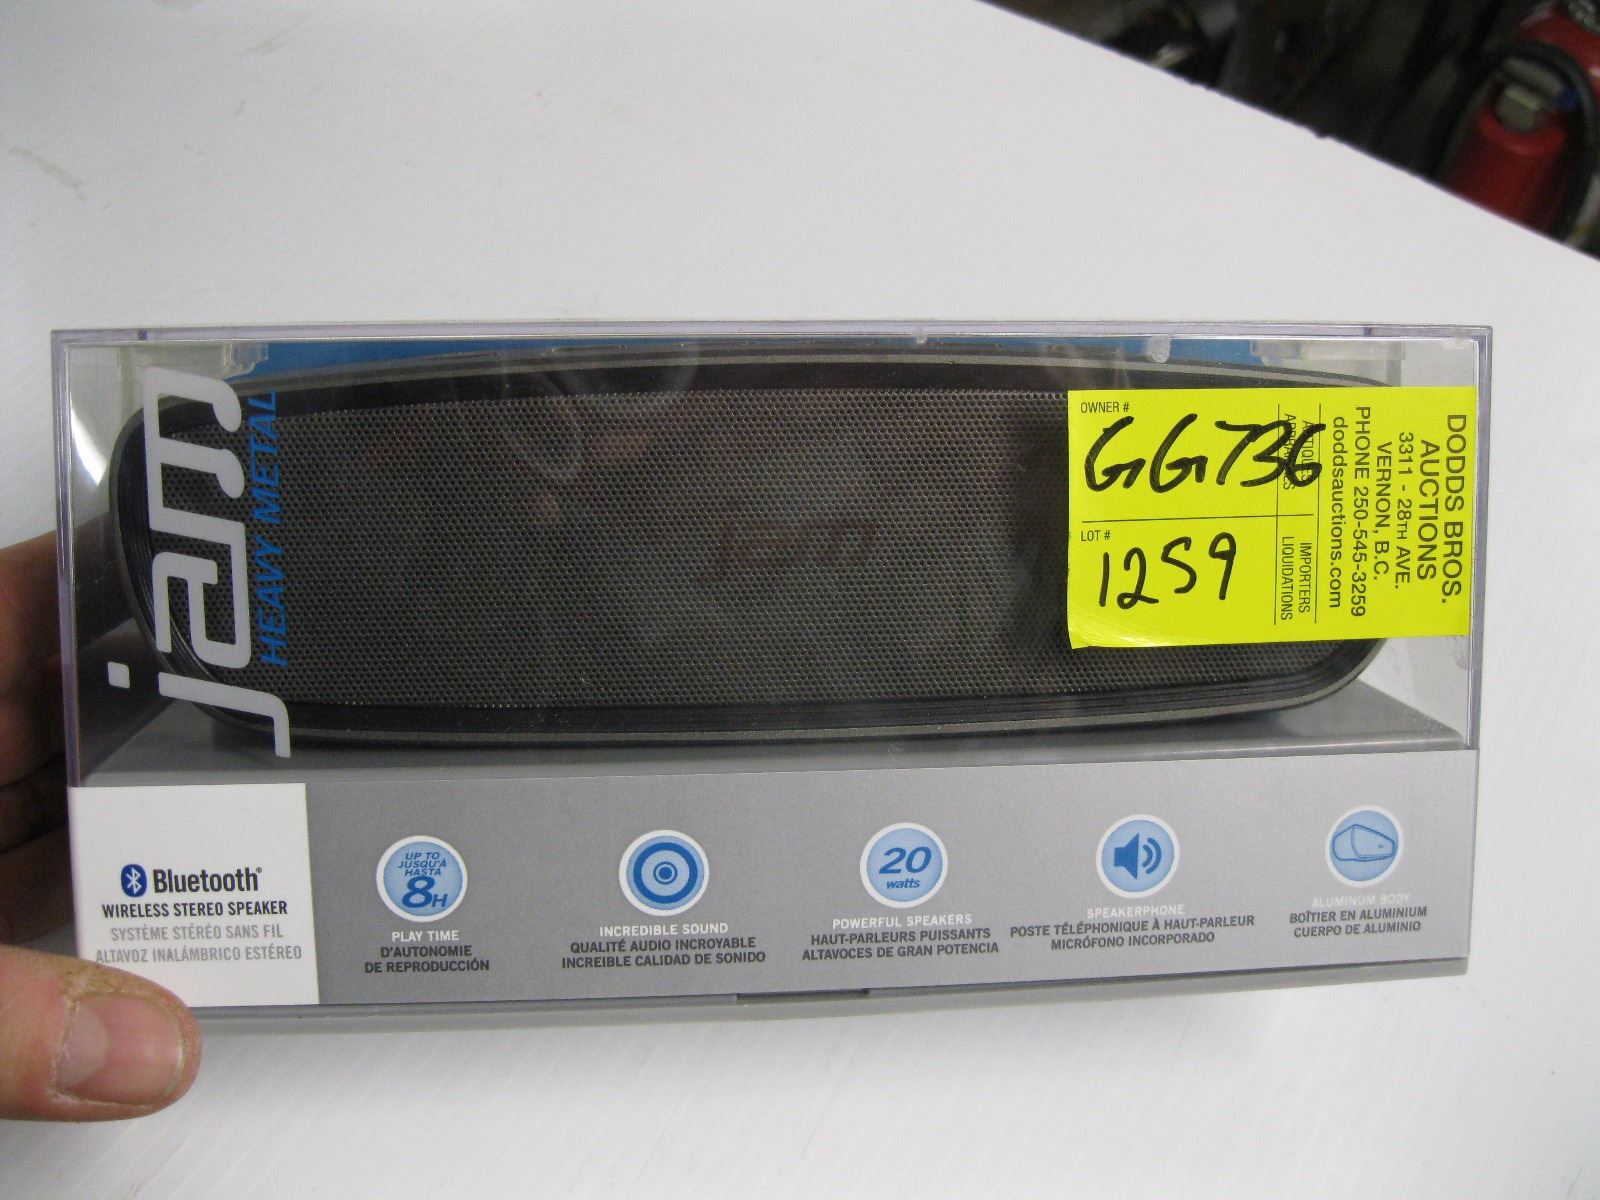 jam
HEAVY METAL
jam
OWNER #
GG736
LOT #
1259
ANTIQUES
APPRAISALS
IMPORTERS
LIQUIDATIONS
DODDS BROS.
AUCTIONS
3311 - 28TH AVE.
VERNON, B.C.
PHONE 250-545-3259
doddsauctions.com
Bluetooth®
WIRELESS STEREO SPEAKER
SYSTÈME STÉRÉO SANS FIL
ALTAVOZ INALÁMBRICO ESTÉREO
UP TO
JUSQU'À
HASTA
8H
PLAY TIME
D'AUTONOMIE
DE REPRODUCCIÓN
INCREDIBLE SOUND
QUALITÉ AUDIO INCROYABLE
INCREIBLE CALIDAD DE SONIDO
20
watts
POWERFUL SPEAKERS
HAUT-PARLEURS PUISSANTS
ALTAVOCES DE GRAN POTENCIA
SPEAKERPHONE
POSTE TÉLÉPHONIQUE À HAUT-PARLEUR
MICRÓFONO INCORPORADO
ALUMINUM BODY
BOÎTIER EN ALUMINIUM
CUERPO DE ALUMINIO